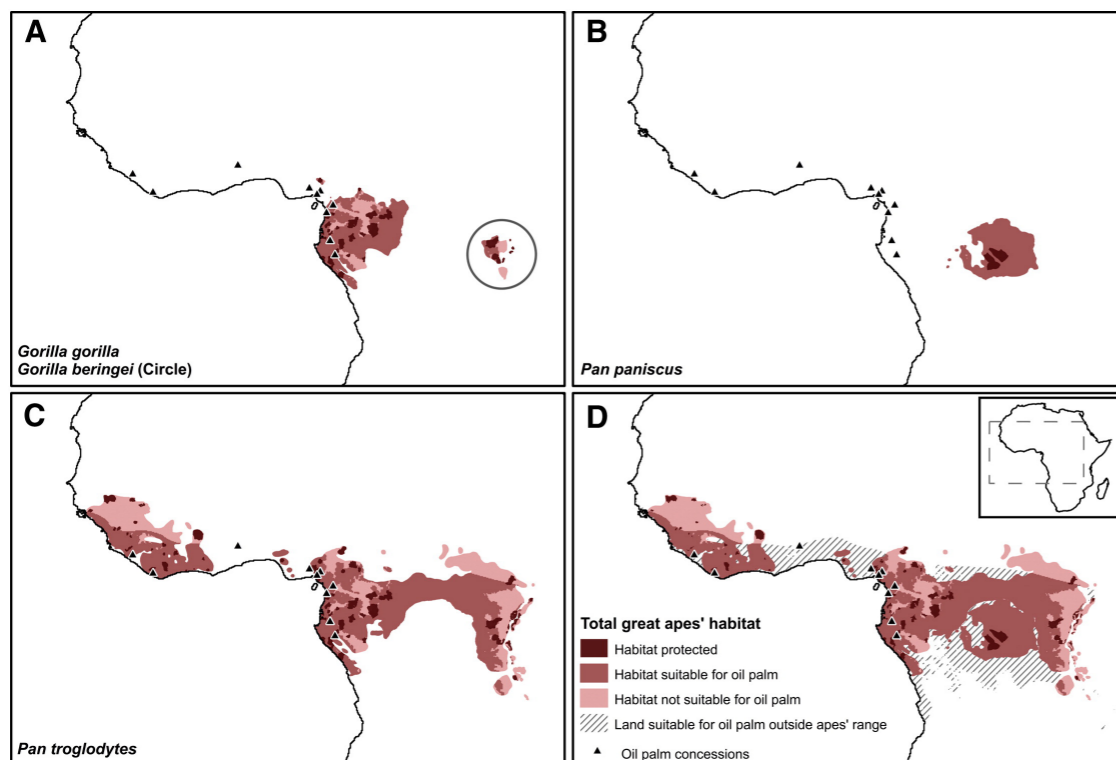 A
Gorilla gorilla
Gorilla beringei (Circle)
B
Pan paniscus
C
Pan troglodytes
D
Total great apes' habitat
Habitat protected
Habitat suitable for oil palm
Habitat not suitable for oil palm
Land suitable for oil palm outside apes' range
Oil palm concessions